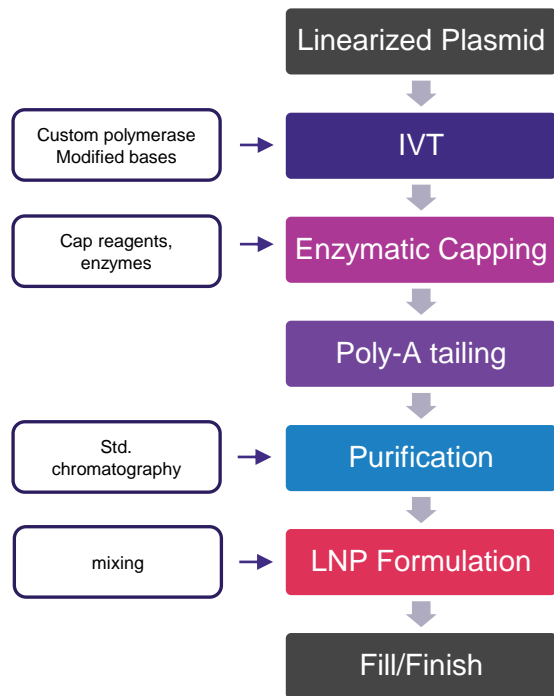 Linearized Plasmid
Custom polymerase
Modified bases
IVT
Cap reagents,
enzymes
Enzymatic Capping
Poly-A tailing
Std.
chromatography
Purification
mixing
LNP Formulation
Fill/Finish